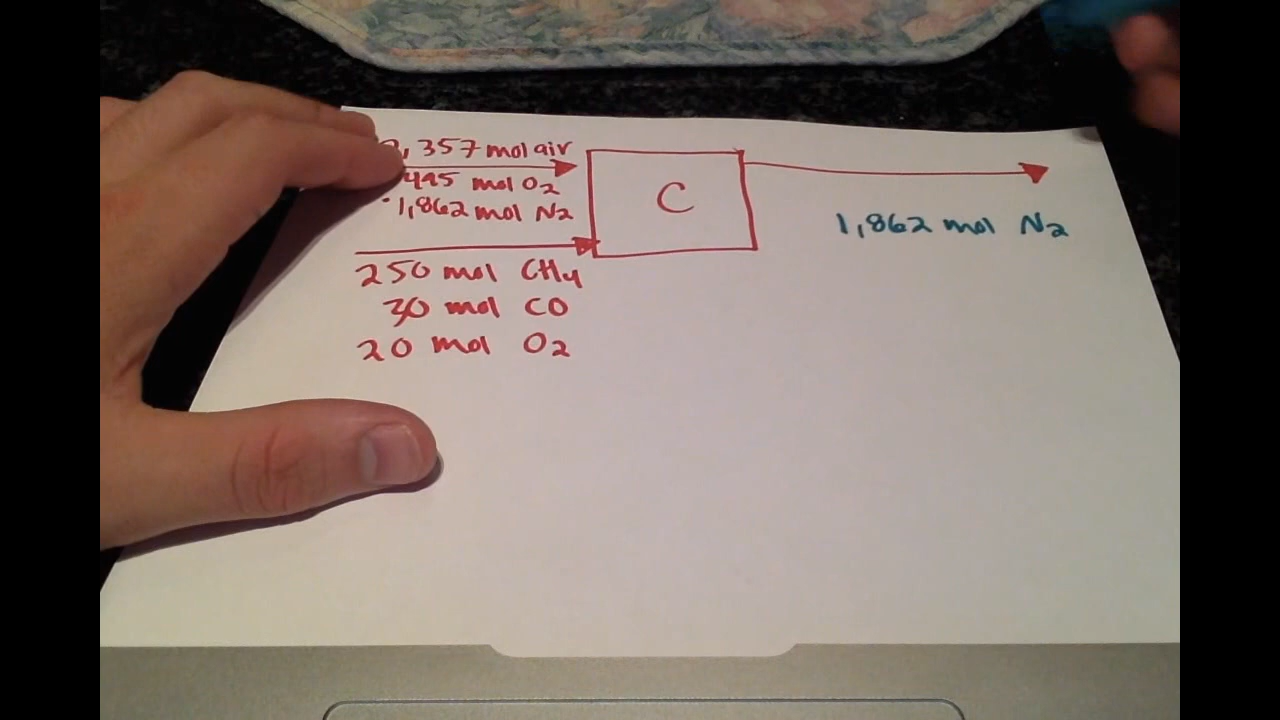 2,357 mol air
495 mol O₂
1,862 mol N₂
C
1,862 mol N₂
250 mol CH₄
30 mol CO
20 mol O₂